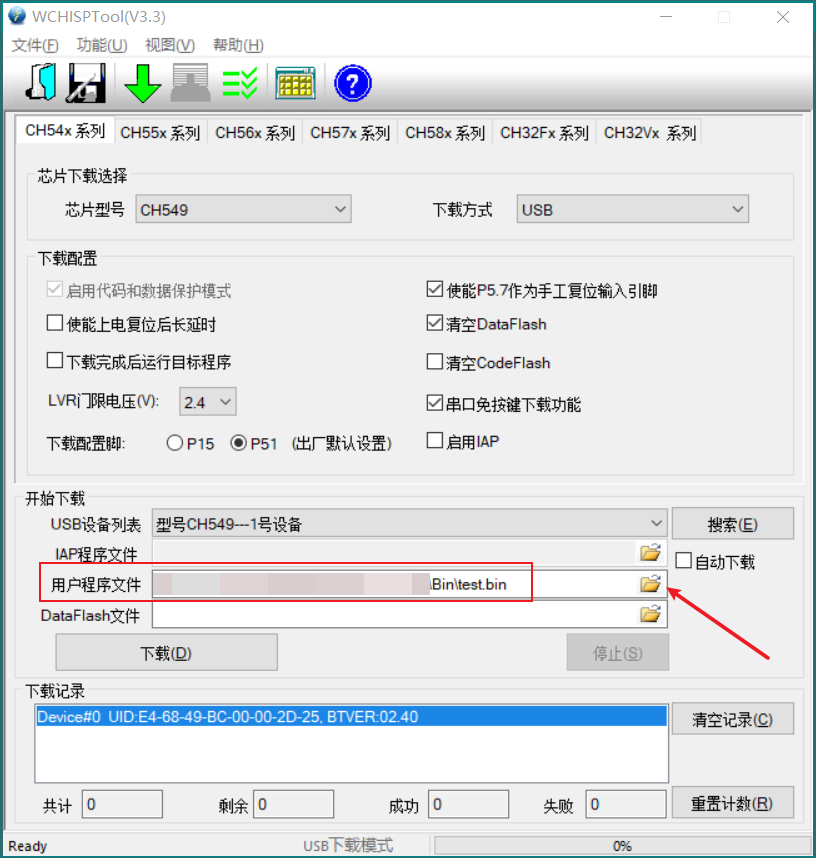 WCHISPTool(V3.3)
文件(F) 功能(U) 视图(V) 帮助(H)
CH54x 系列 CH55x 系列 CH56x 系列 CH57x 系列 CH58x 系列 CH32Fx 系列 CH32Vx 系列
芯片下载选择
芯片型号 CH549 下载方式 USB
下载配置
启用代码和数据保护模式 使能P5.7作为手工复位输入引脚
使能上电复位后长延时 清空DataFlash
下载完成后运行目标程序 清空CodeFlash
LVR门限电压(V): 2.4 串口免按键下载功能
下载配置脚: P15 P51 (出厂默认设置) 启用IAP
开始下载
USB设备列表 型号CH549---1号设备 搜索(E)
IAP程序文件 自动下载
用户程序文件 \Bin\test.bin
DataFlash文件
下载(D) 停止(S)
下载记录
Device#0 UID:E4-68-49-BC-00-00-2D-25, BTVER:02.40
清空记录(C)
共计 0 剩余 0 成功 0 失败 0 重置计数(R)
Ready USB下载模式 0%